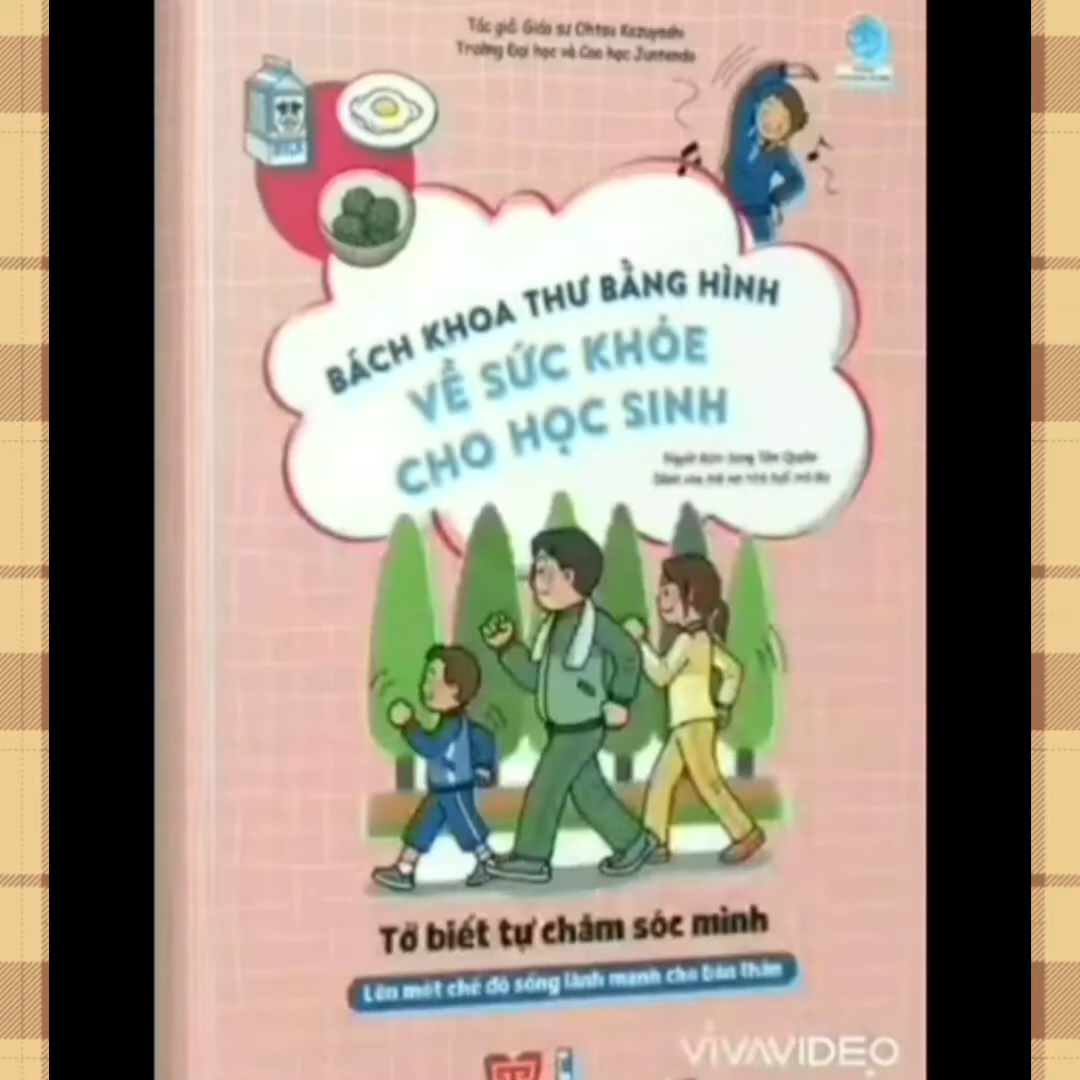 Tác giả: Giáo sư Ohtsu Kazuyoshi
Trường Đại học và Cao học Juntendo
MILK
BÁCH KHOA THƯ BẰNG HÌNH
VỀ SỨC KHỎE
CHO HỌC SINH
Tớ biết tự chăm sóc mình
Lên một chế độ sống lành mạnh cho bản thân
VIVAVIDEO